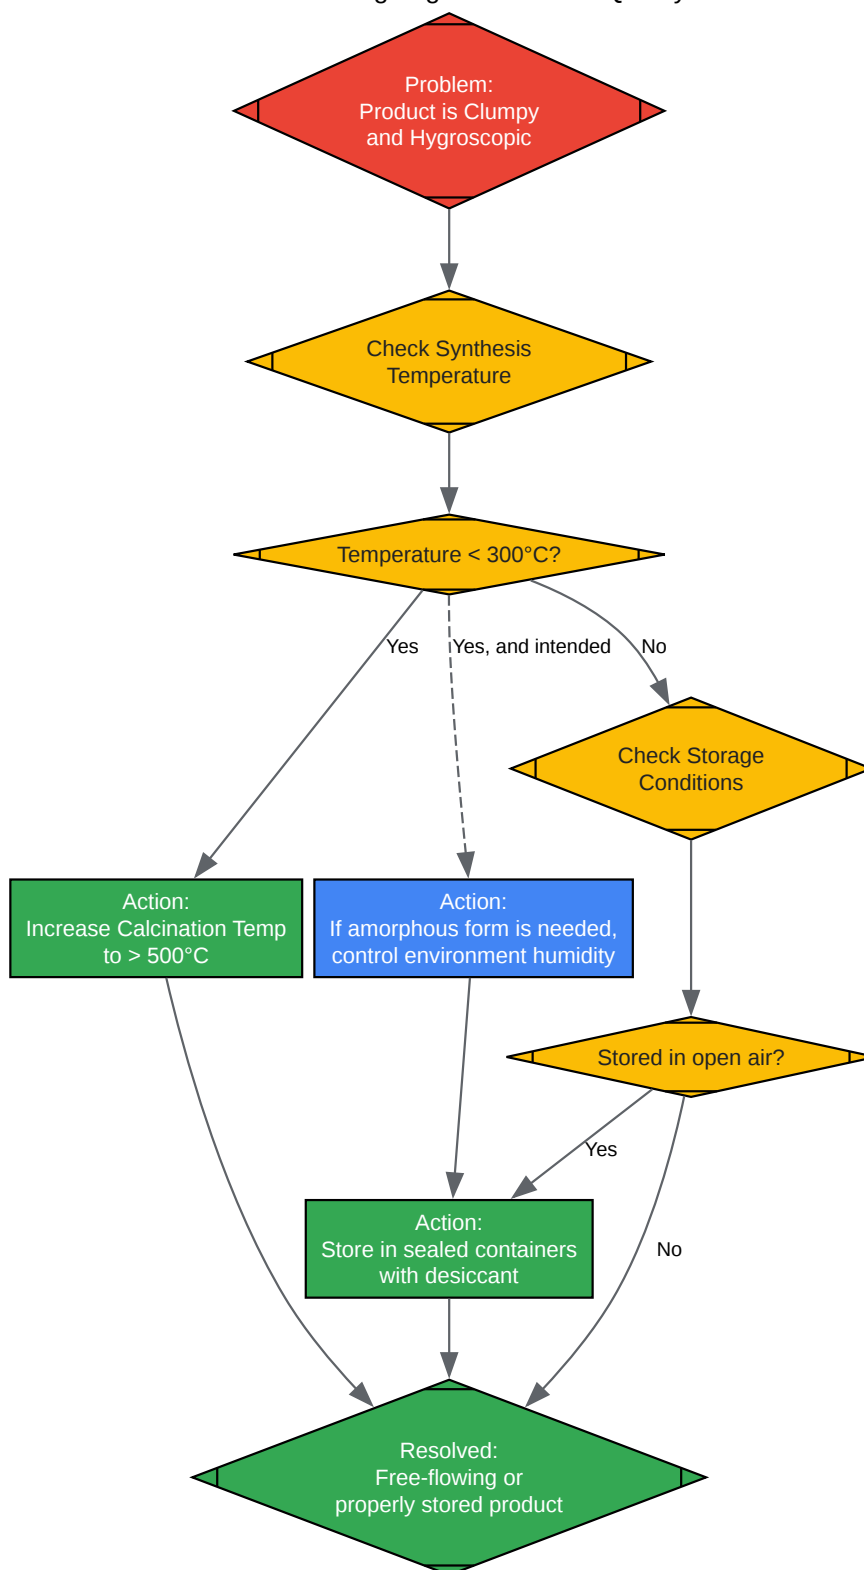 Problem:
Product is Clumpy
and Hygroscopic
Check Synthesis
Temperature
Temperature < 300°C?
Yes
Yes, and intended
No
Check Storage
Conditions
Action:
Increase Calcination Temp
to > 500°C
Action:
If amorphous form is needed,
control environment humidity
Stored in open air?
Yes
Action:
Store in sealed containers
with desiccant
No
Resolved:
Free-flowing or
properly stored product